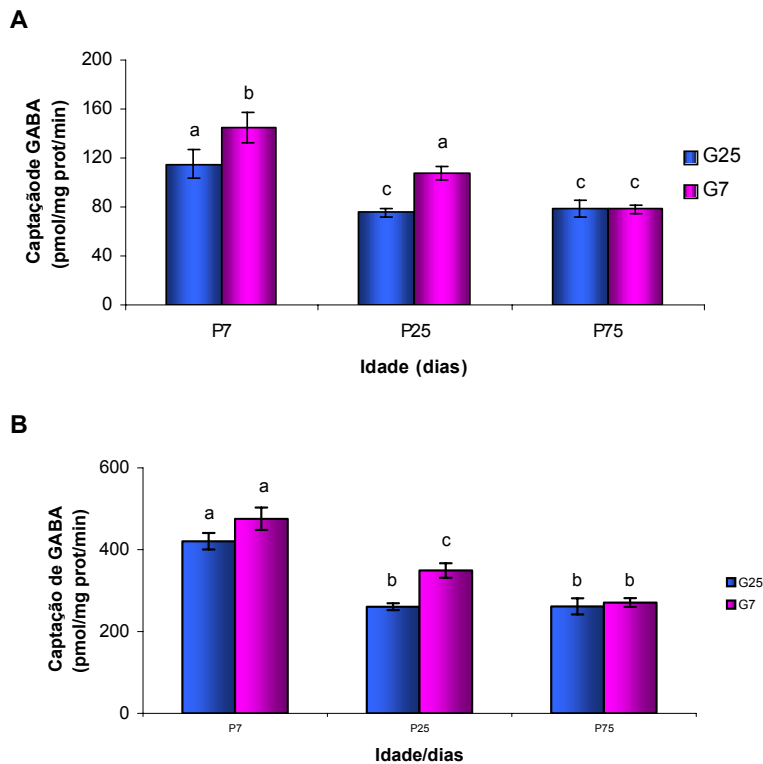 A
Captaçãode GABA
(pmol/mg prot/min)
200
160
120
80
40
0
a
b
c
a
c
c
G25
G7
P7
P25
P75
Idade (dias)
B
Captação de GABA
(pmol/mg prot/min)
600
400
200
0
a
a
b
c
b
b
G25
G7
P7
P25
P75
Idade/dias